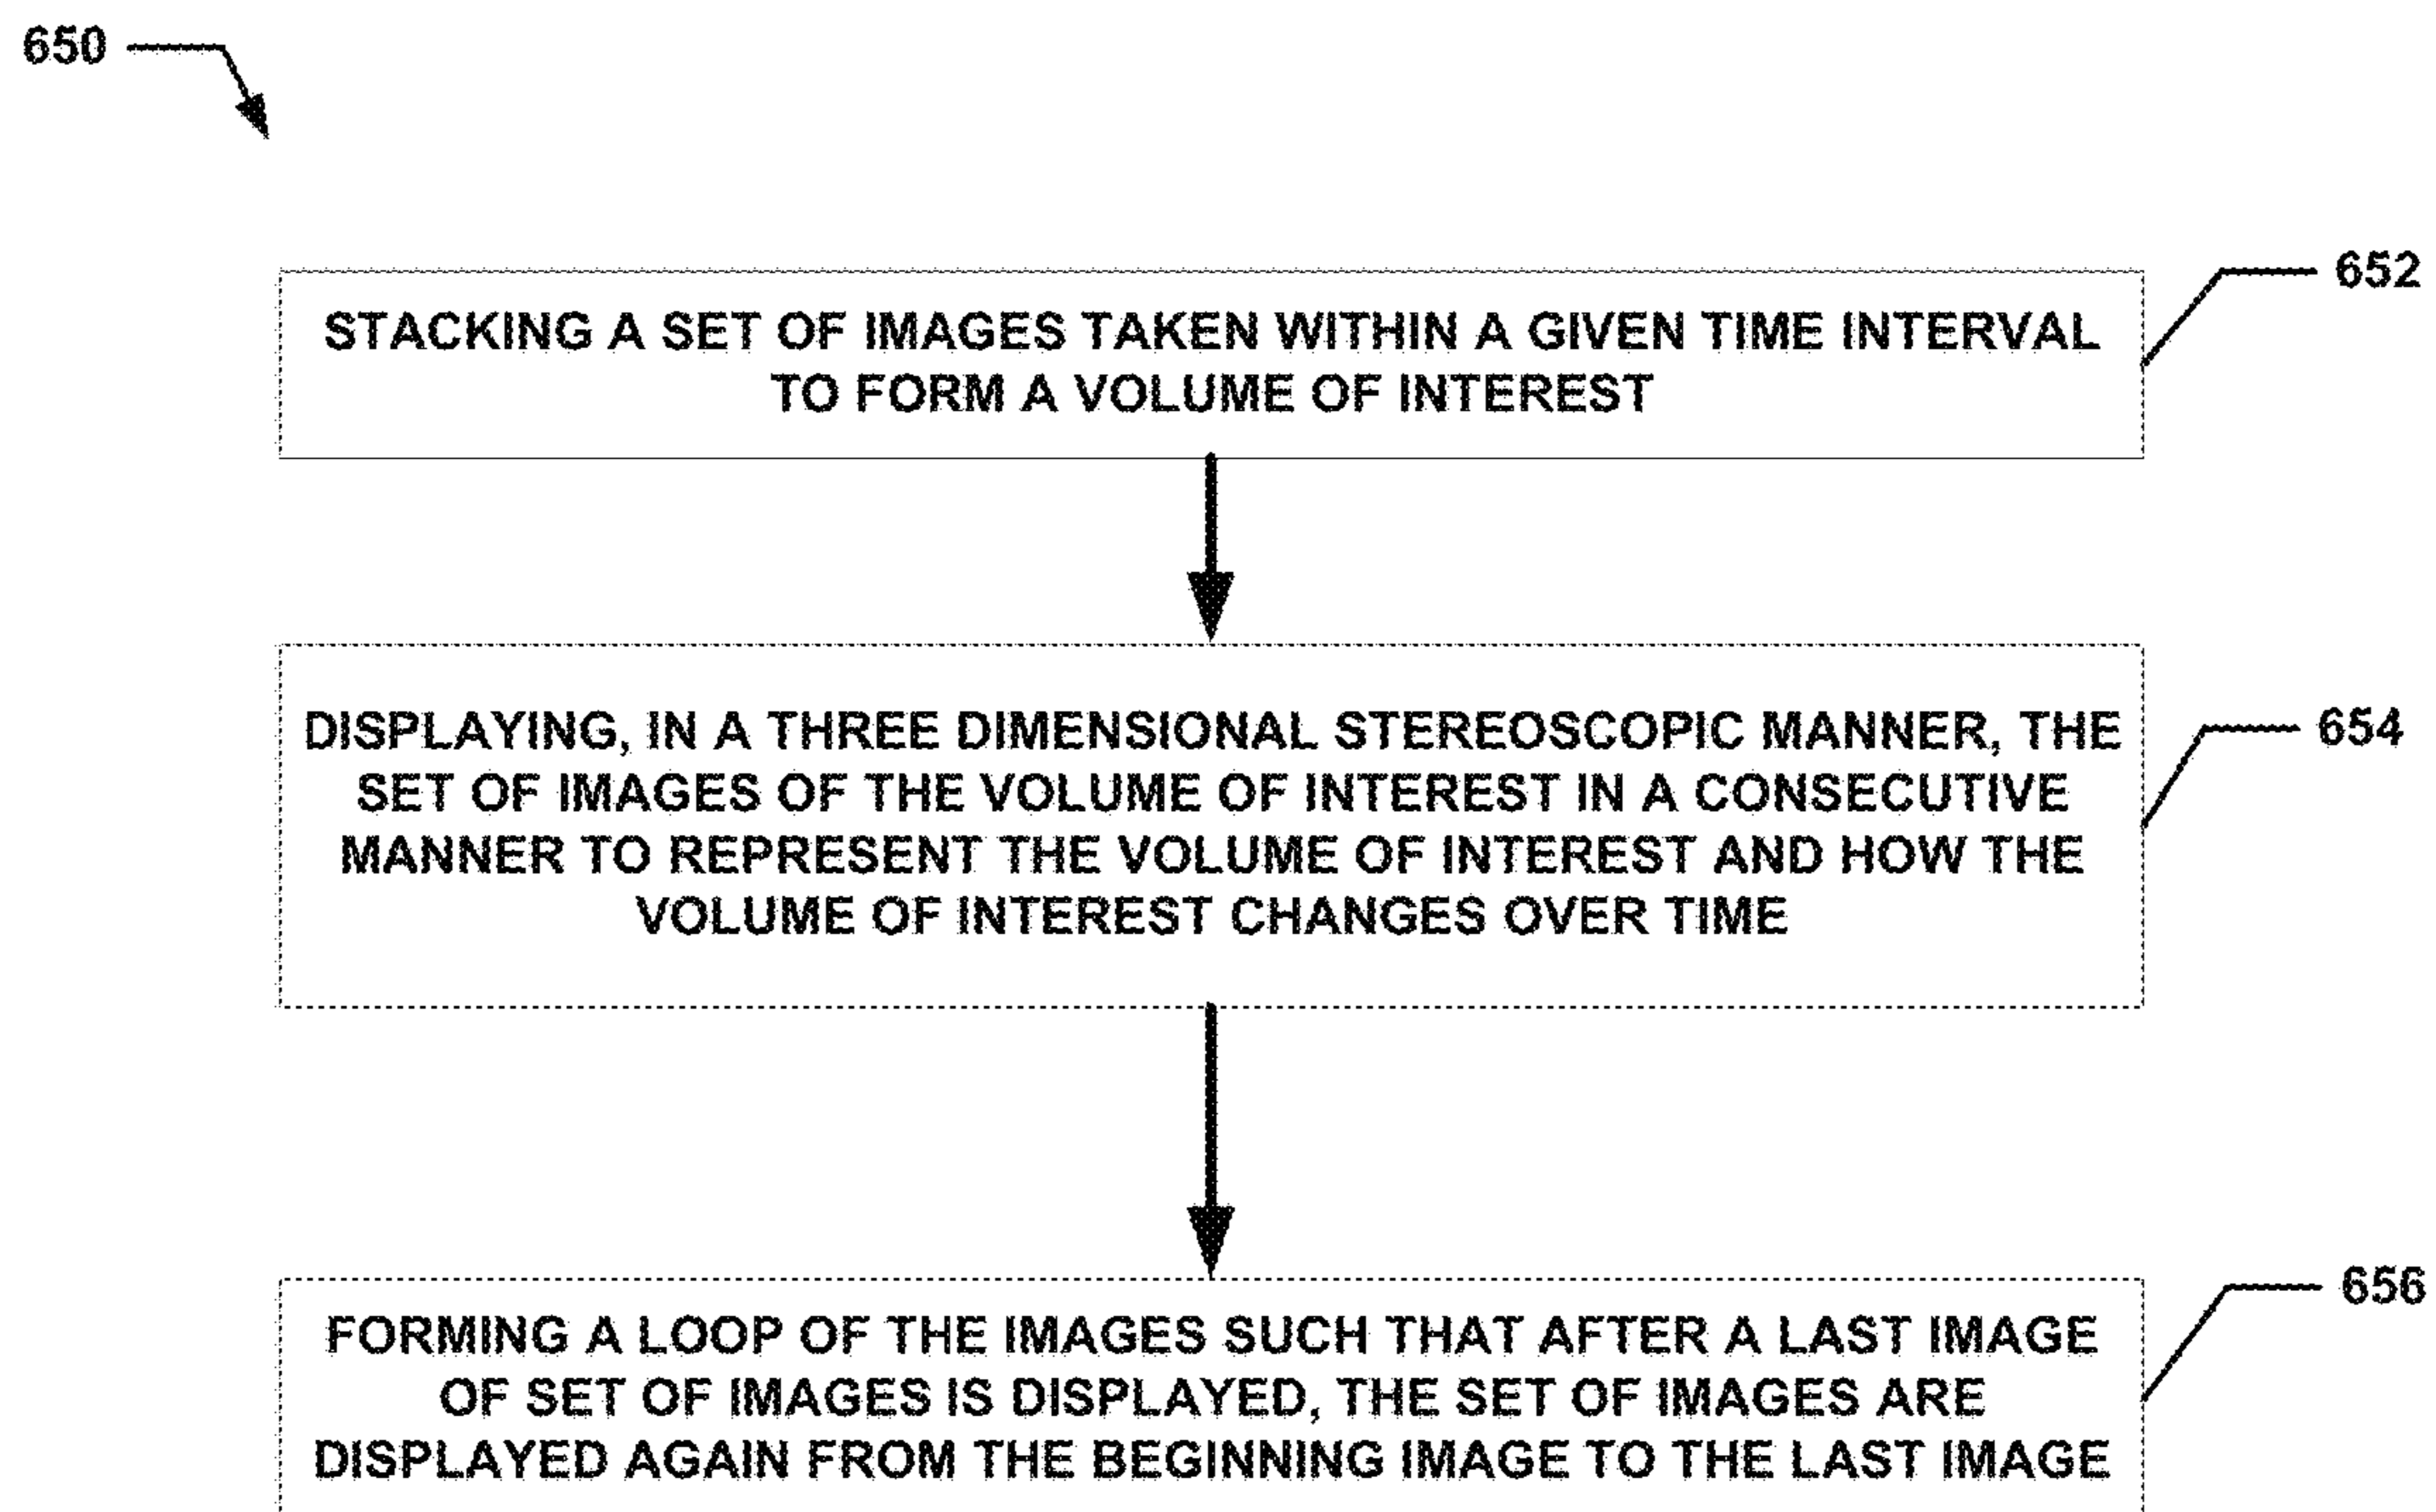 650
652
STACKING A SET OF IMAGES TAKEN WITHIN A GIVEN TIME INTERVAL
TO FORM A VOLUME OF INTEREST
654
DISPLAYING, IN A THREE DIMENSIONAL STEREOSCOPIC MANNER, THE
SET OF IMAGES OF THE VOLUME OF INTEREST IN A CONSECUTIVE
MANNER TO REPRESENT THE VOLUME OF INTEREST AND HOW THE
VOLUME OF INTEREST CHANGES OVER TIME
656
FORMING A LOOP OF THE IMAGES SUCH THAT AFTER A LAST IMAGE
OF SET OF IMAGES IS DISPLAYED, THE SET OF IMAGES ARE
DISPLAYED AGAIN FROM THE BEGINNING IMAGE TO THE LAST IMAGE